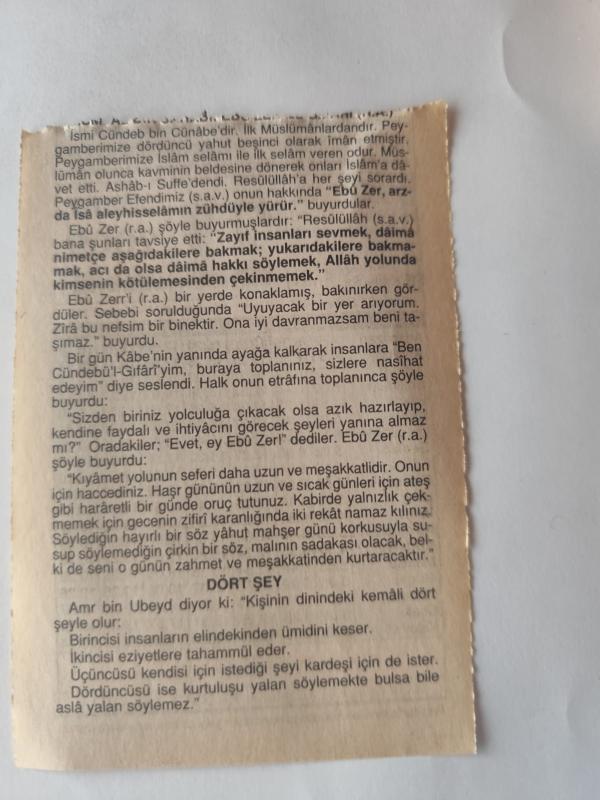 İsmi Cündeb bin Cünâbe'dir. İlk Müslümânlardandır. Pey-
gamberimize dördüncü yahut beşinci olarak îmân etmiştir.
Peygamberimize İslâm selâmı ile ilk selâm veren odur. Müs-
lümân olunca kavminin beldesine dönerek onları İslâm'a dâ-
vet etti. Ashâb-ı Suffe'dendi. Resûlüllâh'a her şeyi sorardı.
Peygamber Efendimiz (s.a.v.) onun hakkında “Ebû Zer, arz-
da Îsâ aleyhisselâmın zühdüyle yürür.” buyurdular.
Ebû Zer (r.a.) şöyle buyurmuşlardır: “Resûlüllâh (s.a.v.)
bana şunları tavsiye etti: “Zayıf insanları sevmek, dâimâ
nimetçe aşağıdakilere bakmak; yukarıdakilere bakma-
mak, acı da olsa dâimâ hakkı söylemek, Allâh yolunda
kimsenin kötülemesinden çekinmemek.”
Ebû Zerr'i (r.a.) bir yerde konaklamış, bakınırken gör-
düler. Sebebi sorulduğunda “Uyuyacak bir yer arıyorum.
Zîrâ bu nefsim bir binektir. Ona iyi davranmazsam beni ta-
şımaz.” buyurdu.
Bir gün Kâbe'nin yanında ayağa kalkarak insanlara “Ben
Cündebü'l-Gıfârî'yim, buraya toplanınız, sizlere nasîhat
edeyim” diye seslendi. Halk onun etrâfına toplanınca şöyle
buyurdu:
“Sizden biriniz yolculuğa çıkacak olsa azık hazırlayıp,
kendine faydalı ve ihtiyâcını görecek şeyleri yanına almaz
mı?” Oradakiler; “Evet, ey Ebû Zer!” dediler. Ebû Zer (r.a.)
şöyle buyurdu:
“Kıyâmet yolunun seferi daha uzun ve meşakkatlidir. Onun
için haccediniz. Haşr gününün uzun ve sıcak günleri için ateş
gibi harâretli bir günde oruç tutunuz. Kabirde yalnızlık çek-
memek için gecenin zifirî karanlığında iki rekât namaz kılınız.
Söylediğin hayırlı bir söz yâhut mahşer günü korkusuyla su-
sup söylemediğin çirkin bir söz, malının sadakası olacak, bel-
ki de seni o günün zahmet ve meşakkatinden kurtaracaktır.”
DÖRT ŞEY
Amr bin Ubeyd diyor ki: “Kişinin dinindeki kemâli dört
şeyle olur:
Birincisi insanların elindekinden ümidini keser.
İkincisi eziyetlere tahammül eder.
Üçüncüsü kendisi için istediği şeyi kardeşi için de ister.
Dördüncüsü ise kurtuluşu yalan söylemekte bulsa bile
aslâ yalan söylemez.”